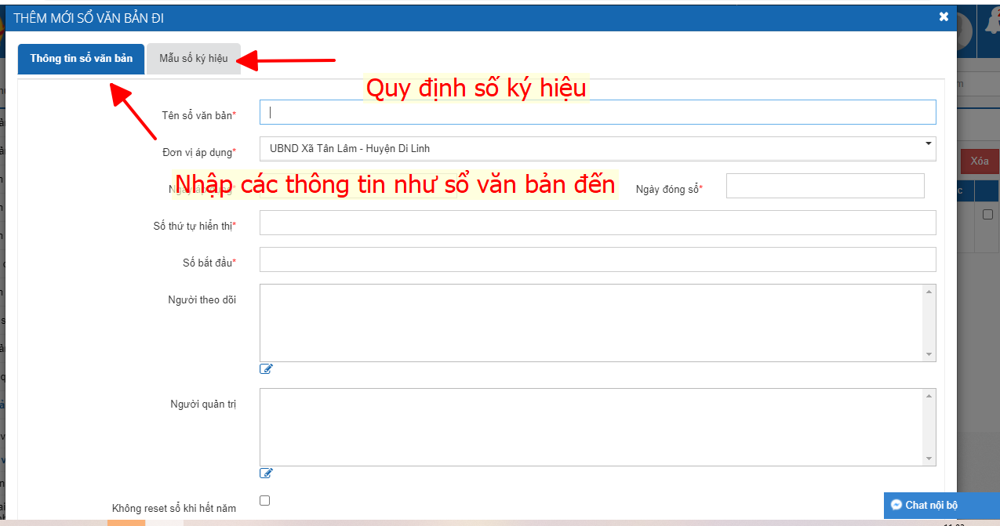 THÊM MỚI SỔ VĂN BẢN ĐI
Thông tin sổ văn bản
Mẫu số ký hiệu
Quy định số ký hiệu
Tên sổ văn bản*
Đơn vị áp dụng*
UBND Xã Tân Lâm - Huyện Di Linh
Xóa
Nhập các thông tin như sổ văn bản đến
Ngày đóng sổ*
Số thứ tự hiển thị*
Số bắt đầu*
Người theo dõi
Người quản trị
Không reset sổ khi hết năm
Chat nội bộ